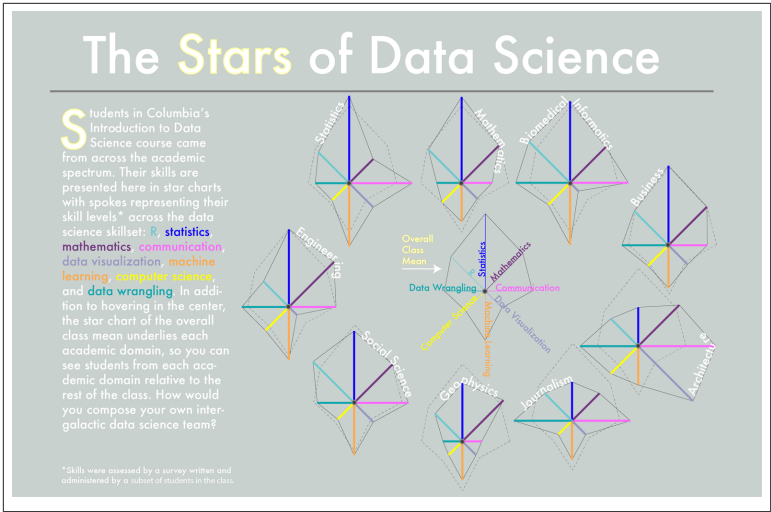 The Stars of Data Science
Students in Columbia's
Introduction to Data
Science course came
from across the academic
spectrum. Their skills are
presented here in star charts
with spokes representing their
skill levels* across the data
science skillset: R, statistics,
mathematics, communication,
data visualization, machine
learning, computer science,
and data wrangling. In addi-
tion to hovering in the center,
the star chart of the overall
class mean underlies each
academic domain, so you can
see students from each aca-
demic domain relative to the
rest of the class. How would
you compose your own inter-
galactic data science team?
*Skills were assessed by a survey written and
administered by a subset of students in the class.
Statistics
Mathematics
Biomedical Informatics
Business
Engineering
Overall
Class
Mean
Statistics
Mathematics
R
Data Wrangling
Communication
Computer Science
Data Visualization
Machine Learning
Architecture
Social Science
Geophysics
Journalism